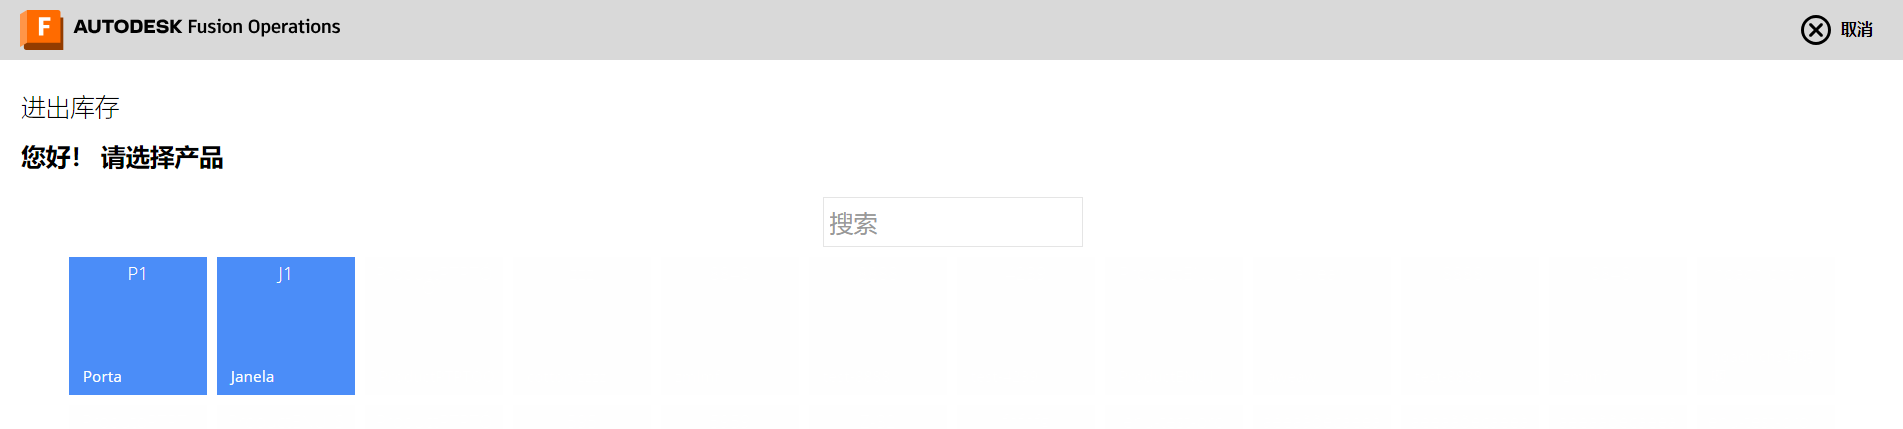 F AUTODESK Fusion Operations
取消
进出库存
您好！ 请选择产品
搜索
P1
Porta
J1
Janela